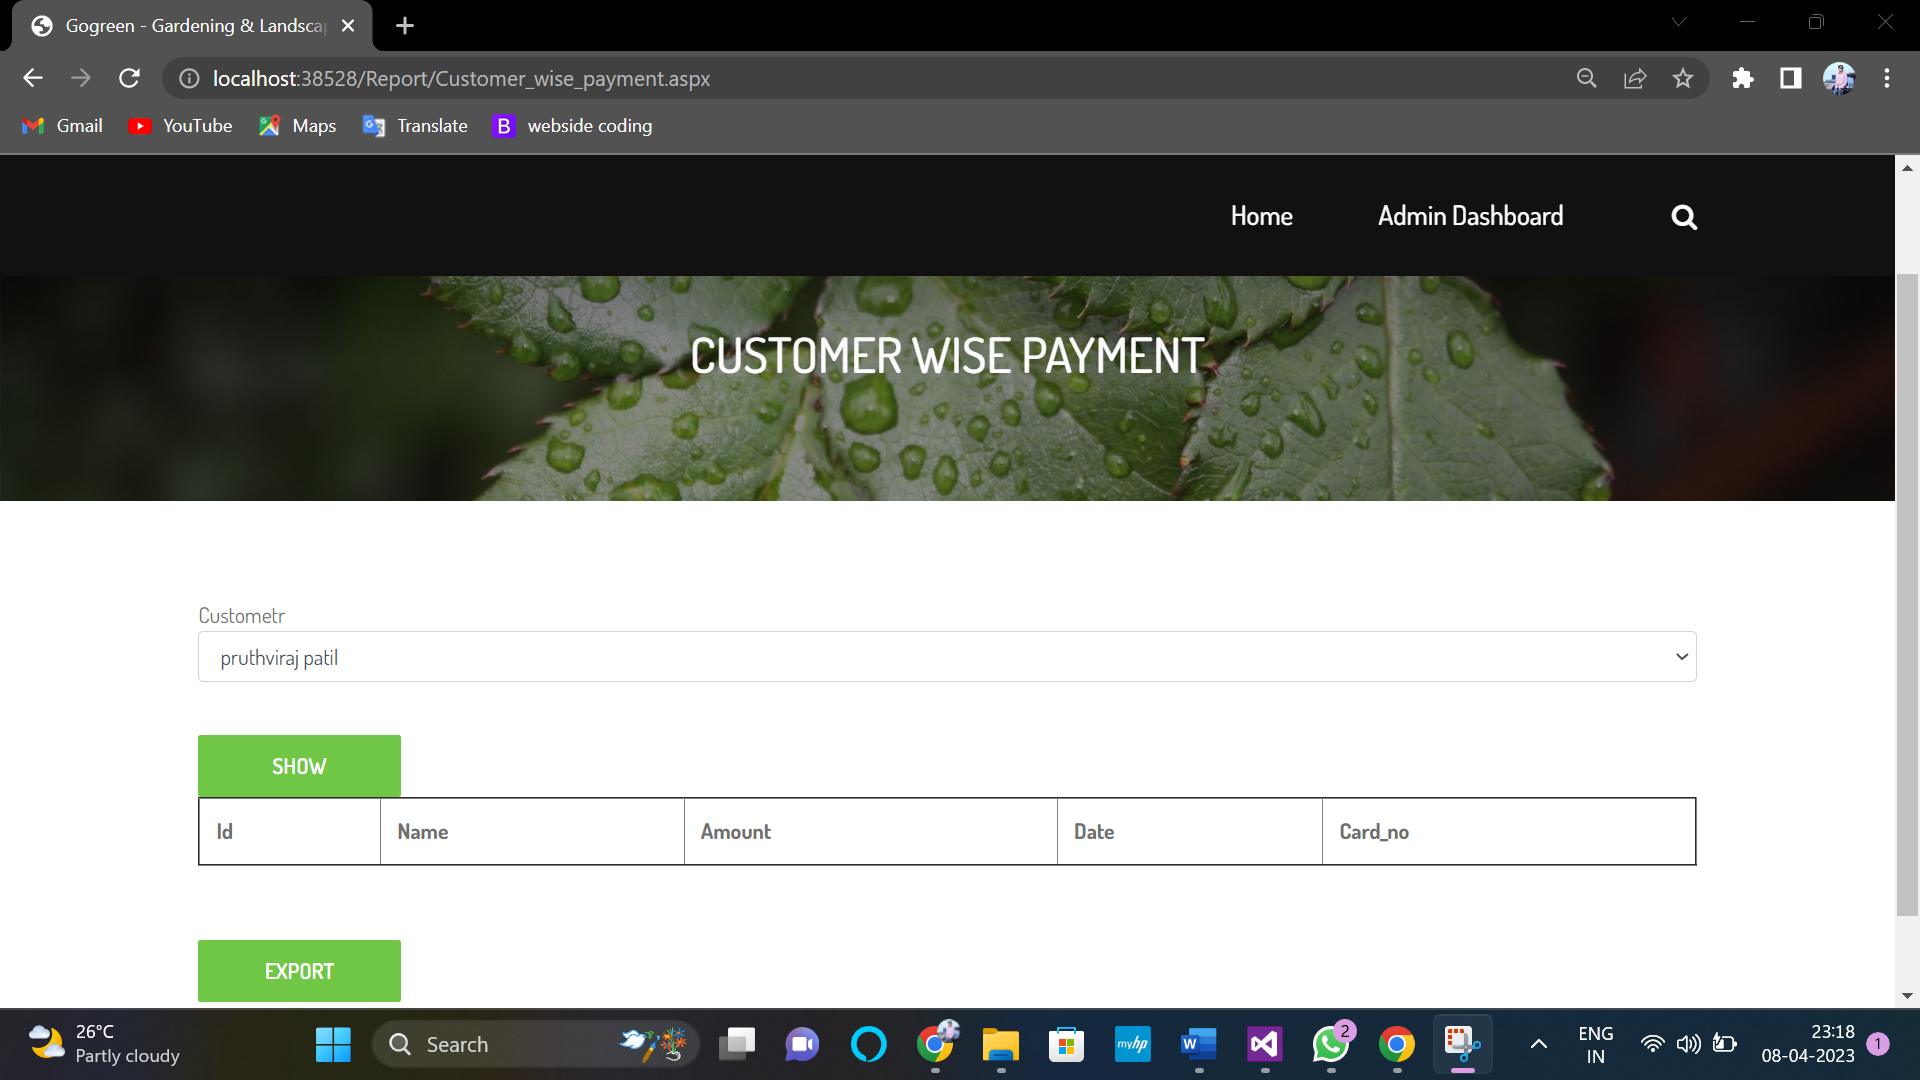 Gogreen - Gardening & Landscap
localhost:38528/Report/Customer_wise_payment.aspx
Gmail
YouTube
Maps
Translate
B
webside coding
Home
Admin Dashboard
CUSTOMER WISE PAYMENT
Custometr
pruthviraj patil
SHOW
Id
Name
Amount
Date
Card_no
EXPORT
26°C
Partly cloudy
Search
myhp
W
2
ENG
IN
23:18
08-04-2023
1